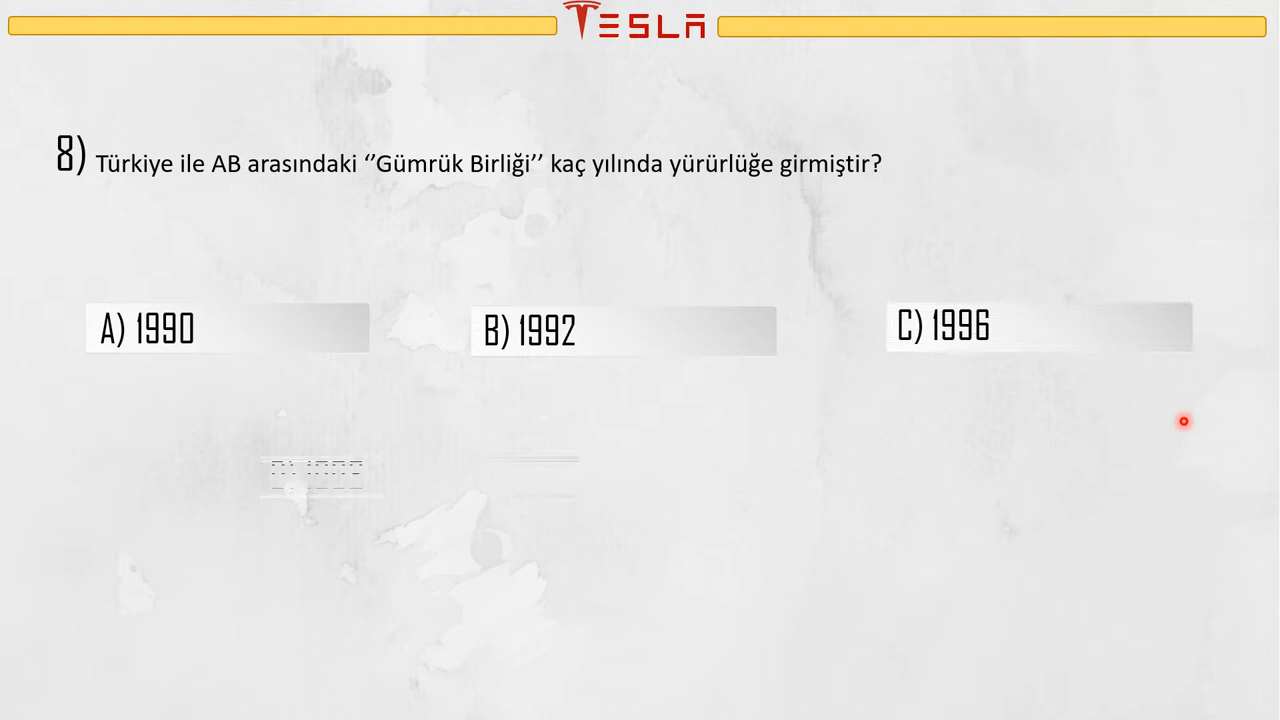 TESLA
8) Türkiye ile AB arasındaki ‘’Gümrük Birliği’’ kaç yılında yürürlüğe girmiştir?
A) 1990
B) 1992
C) 1996